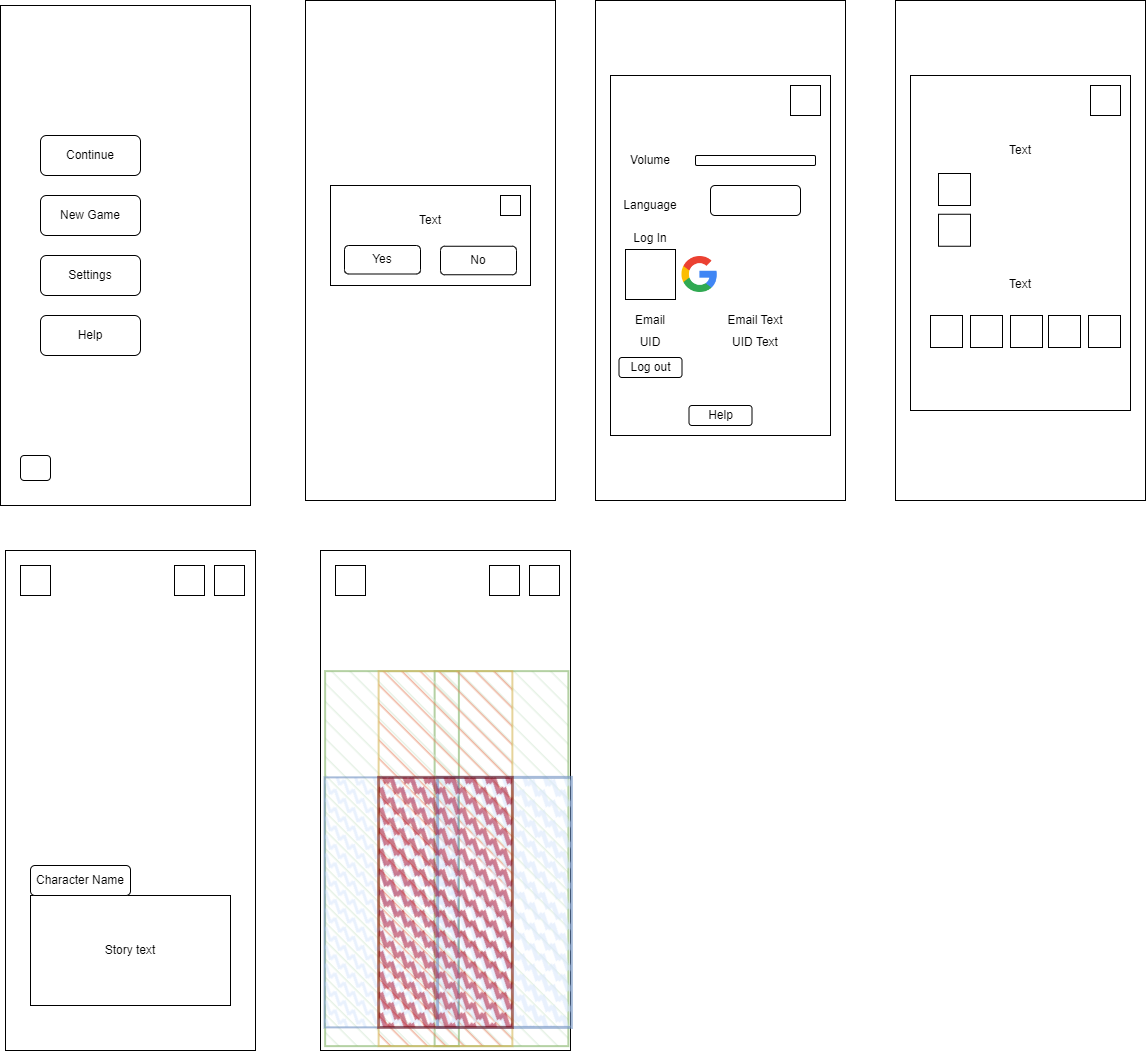 Continue
New Game
Settings
Help
Text
Yes
No
Volume
Language
Log In
Email
Email Text
UID
UID Text
Log out
Help
Text
Text
Character Name
Story text